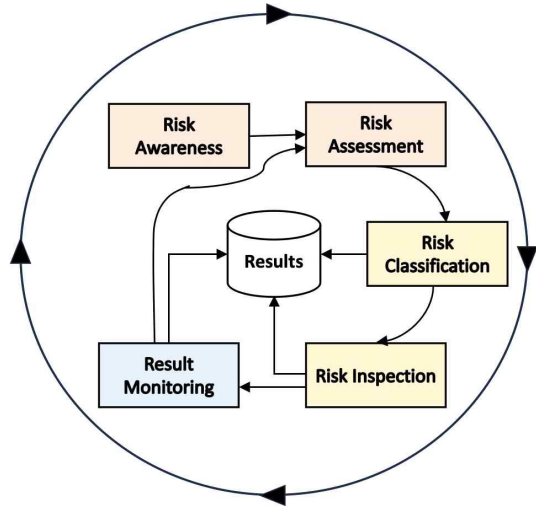 Risk
Awareness
Risk
Assessment
Risk
Classification
Results
Result
Monitoring
Risk Inspection